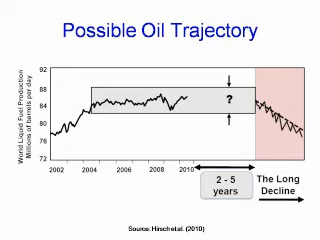 Possible Oil Trajectory
World Liquid Fuel Production
Millions of barrels per day
92
88
84
80
76
72
?
2002 2004 2006 2008 2010
2 - 5
years
The Long
Decline
Source: Hirsch et al. (2010)